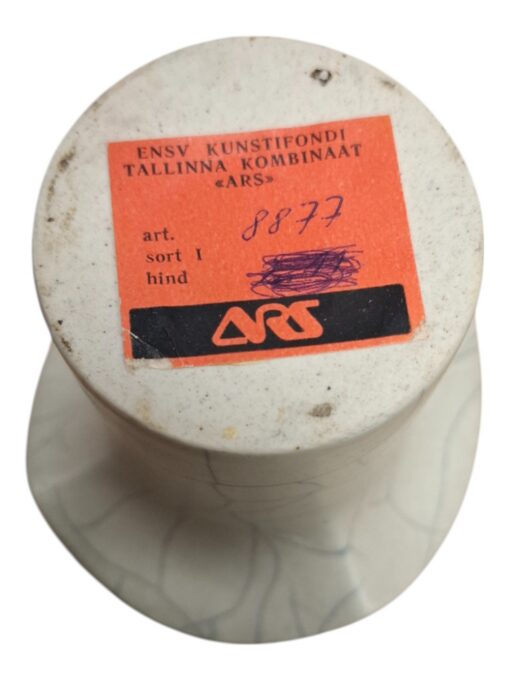 ENSV KUNSTIFONDI
TALLINNA KOMBINAAT
«ARS»
art. 8877
sort I
hind
ARS